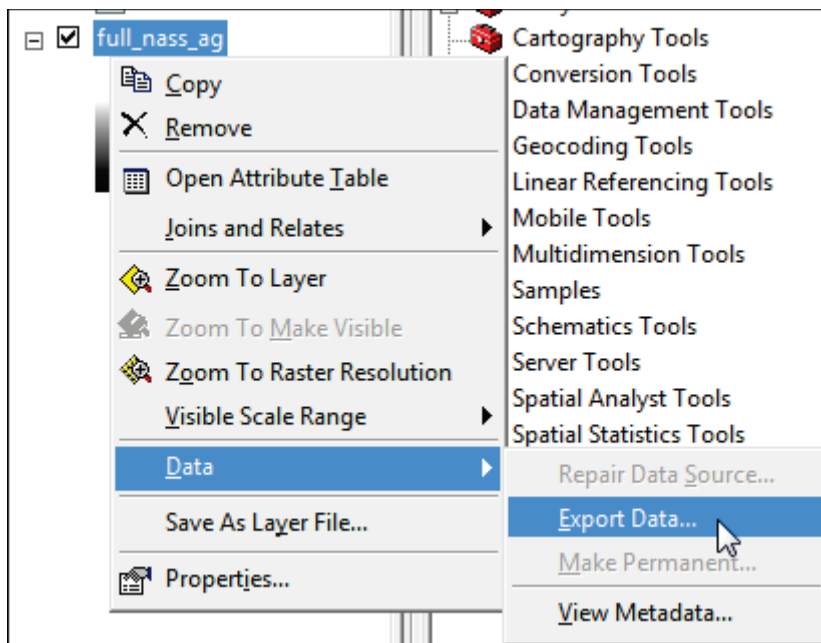 full_nass_ag
Copy
Remove
Open Attribute Table
Joins and Relates
Zoom To Layer
Zoom To Make Visible
Zoom To Raster Resolution
Visible Scale Range
Data
Save As Layer File...
Properties...
Cartography Tools
Conversion Tools
Data Management Tools
Geocoding Tools
Linear Referencing Tools
Mobile Tools
Multidimension Tools
Samples
Schematics Tools
Server Tools
Spatial Analyst Tools
Spatial Statistics Tools
Repair Data Source...
Export Data...
Make Permanent...
View Metadata...